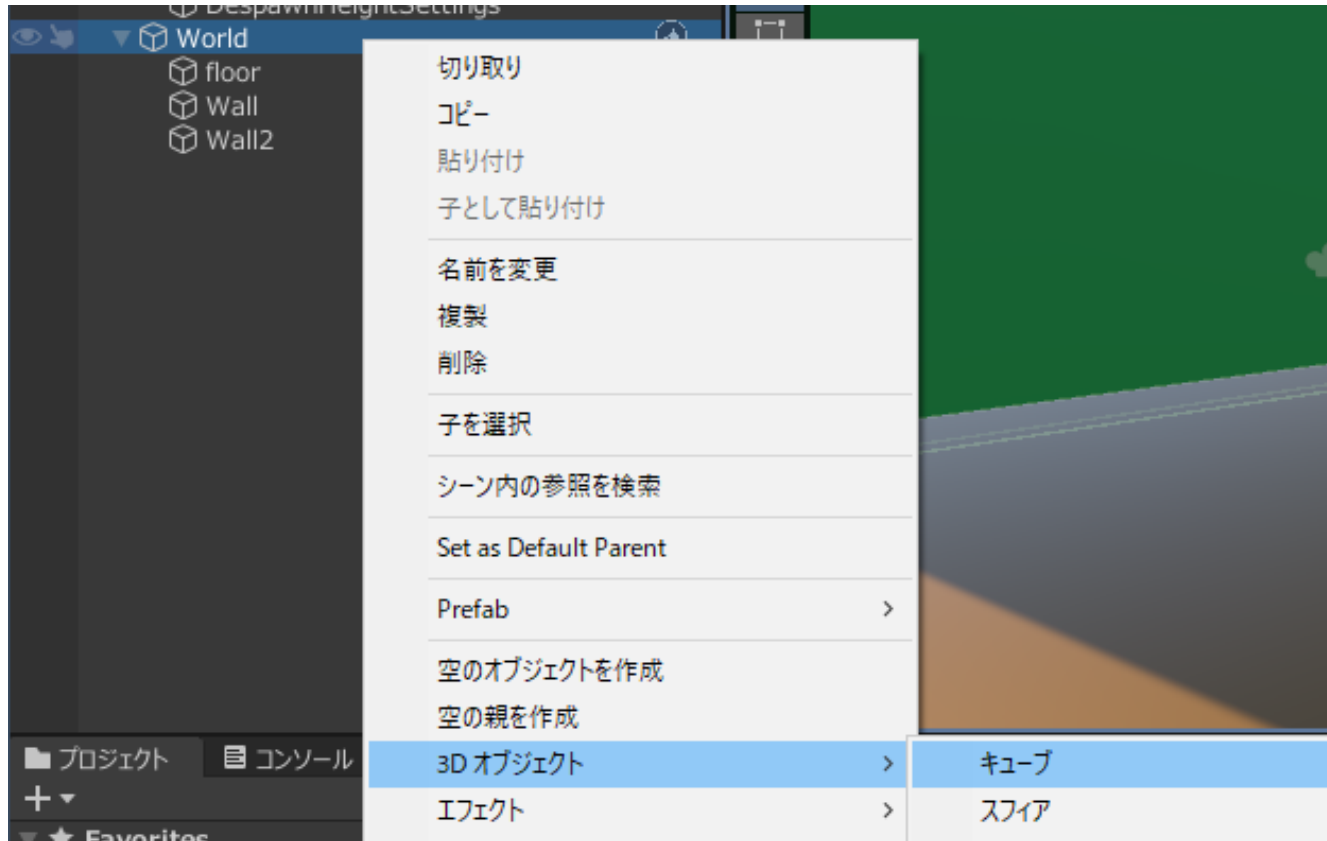 DespawnHeightSettings
World
floor
Wall
Wall2
切り取り
コピー
貼り付け
子として貼り付け
名前を変更
複製
削除
子を選択
シーン内の参照を検索
Set as Default Parent
Prefab
空のオブジェクトを作成
空の親を作成
3D オブジェクト
エフェクト
キューブ
スフィア
プロジェクト
コンソール
Favorites